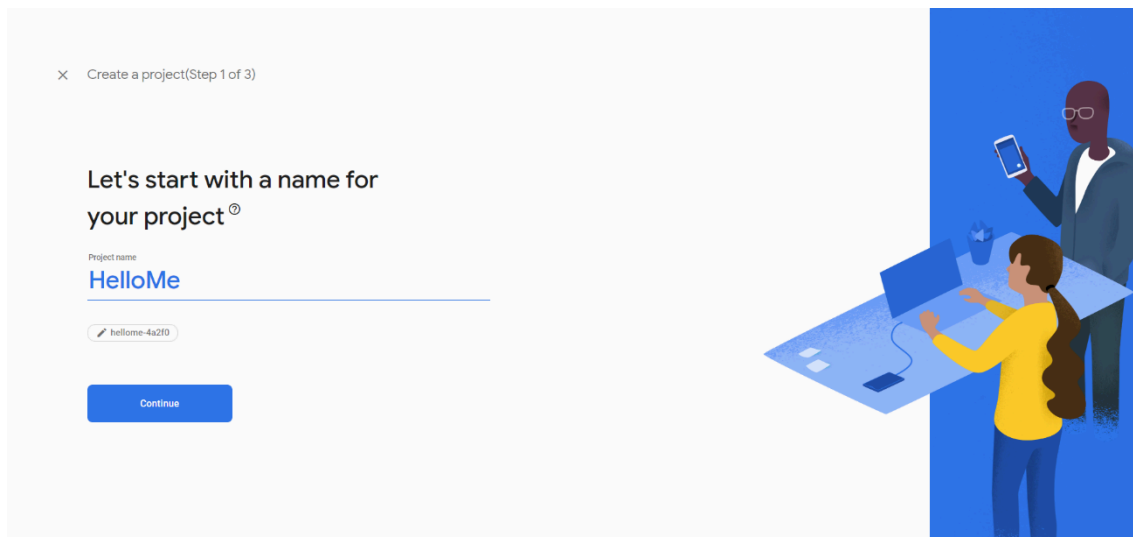 Create a project(Step 1 of 3)
Let's start with a name for
your project
Project name
HelloMe
hellome-4a2f0
Continue